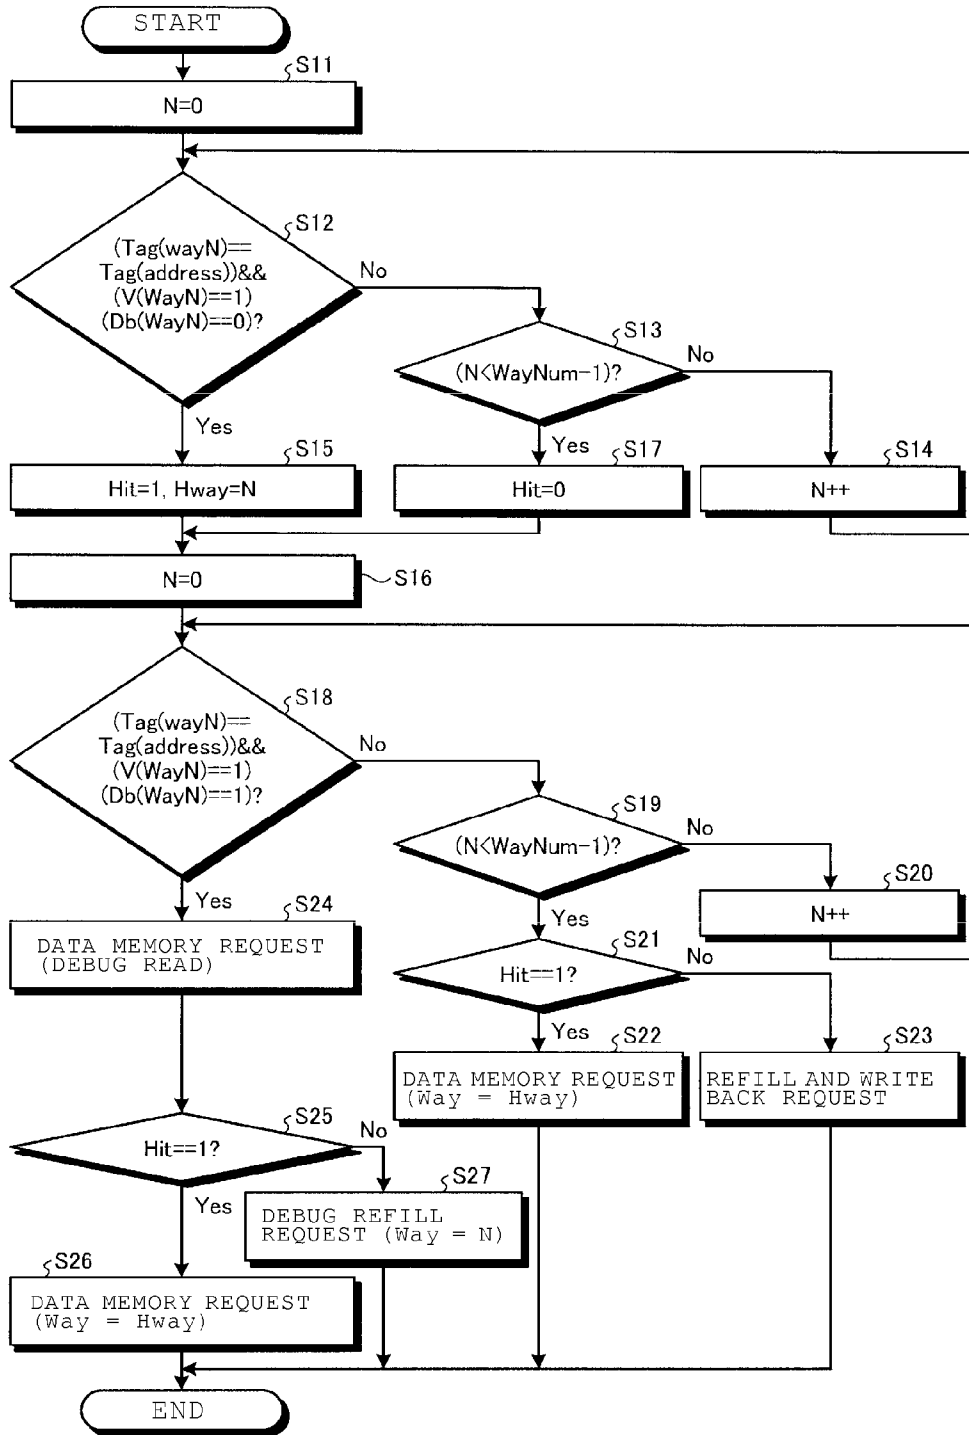 START
S11
N=0
S12
(Tag(wayN)==
Tag(address))&&
(V(WayN)==1)
(Db(WayN)==0)?
No
S13
(N<WayNum-1)?
No
Yes
Yes
S15
Hit=1, Hway=N
S17
Hit=0
S14
N++
N=0
S16
S18
(Tag(wayN)==
Tag(address))&&
(V(WayN)==1)
(Db(WayN)==1)?
No
S19
(N<WayNum-1)?
No
S20
N++
Yes
Yes
S24
DATA MEMORY REQUEST
(DEBUG READ)
S21
Hit==1?
No
Yes
S22
DATA MEMORY REQUEST
(Way = Hway)
S23
REFILL AND WRITE
BACK REQUEST
S25
Hit==1?
No
Yes
S27
DEBUG REFILL
REQUEST (Way = N)
S26
DATA MEMORY REQUEST
(Way = Hway)
END